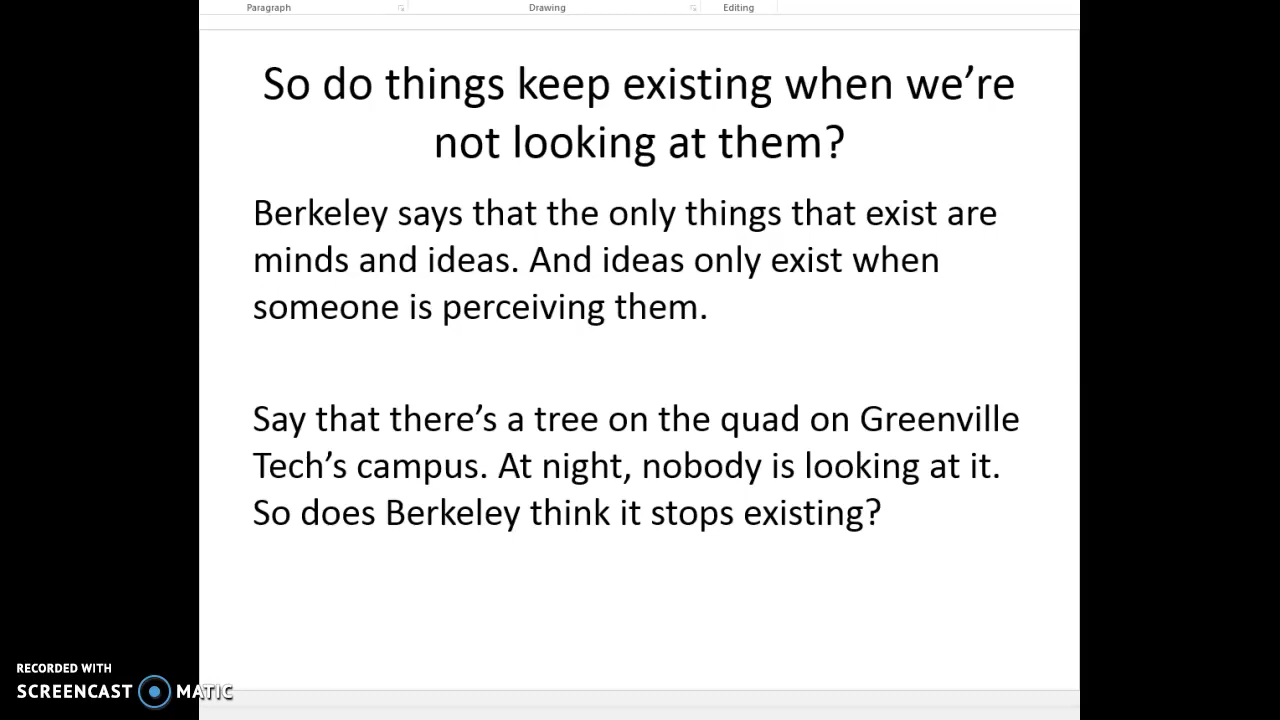 Paragraph Drawing Editing
So do things keep existing when we’re
not looking at them?
Berkeley says that the only things that exist are
minds and ideas. And ideas only exist when
someone is perceiving them.
Say that there’s a tree on the quad on Greenville
Tech’s campus. At night, nobody is looking at it.
So does Berkeley think it stops existing?
RECORDED WITH
SCREENCAST MATIC